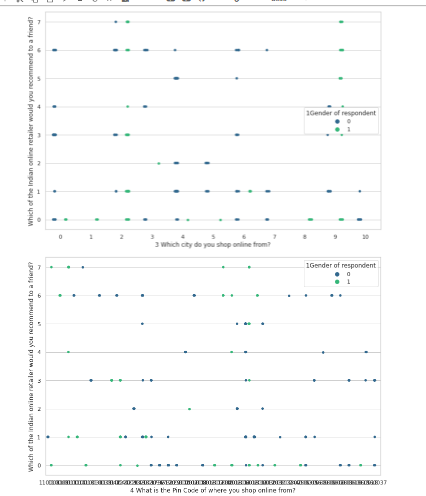 Which of the Indian online retailer would you recommend to a friend?
7
6
5
4
3
2
1
0
1Gender of respondent
0
1
0 1 2 3 4 5 6 7 8 9 10
3 Which city do you shop online from?
Which of the Indian online retailer would you recommend to a friend?
7
6
5
4
3
2
1
0
1Gender of respondent
0
1
4 What is the Pin Code of where you shop online from?